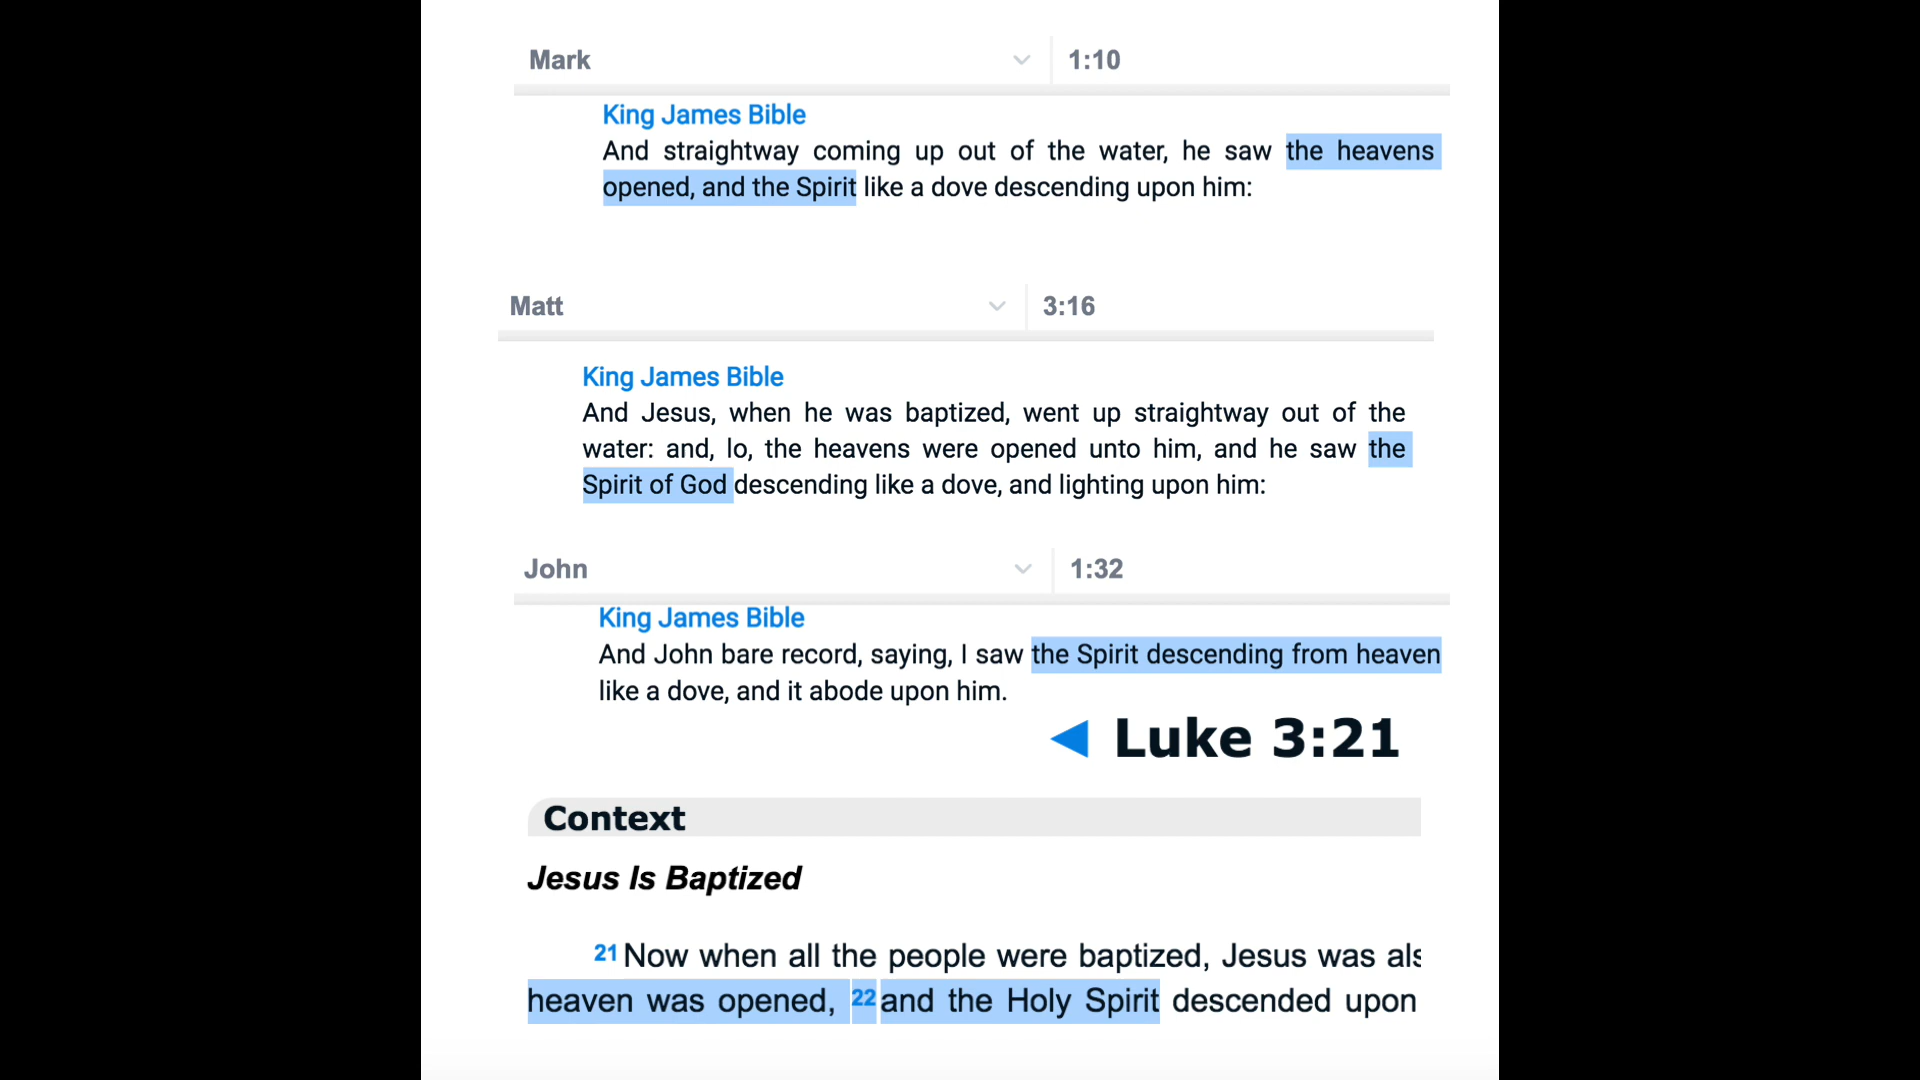 Mark 1:10
King James Bible
And straightway coming up out of the water, he saw the heavens
opened, and the Spirit like a dove descending upon him:
Matt 3:16
King James Bible
And Jesus, when he was baptized, went up straightway out of the
water: and, lo, the heavens were opened unto him, and he saw the
Spirit of God descending like a dove, and lighting upon him:
John 1:32
King James Bible
And John bare record, saying, I saw the Spirit descending from heaven
like a dove, and it abode upon him.
Luke 3:21
Context
Jesus Is Baptized
21 Now when all the people were baptized, Jesus was
heaven was opened, 22 and the Holy Spirit descended upon